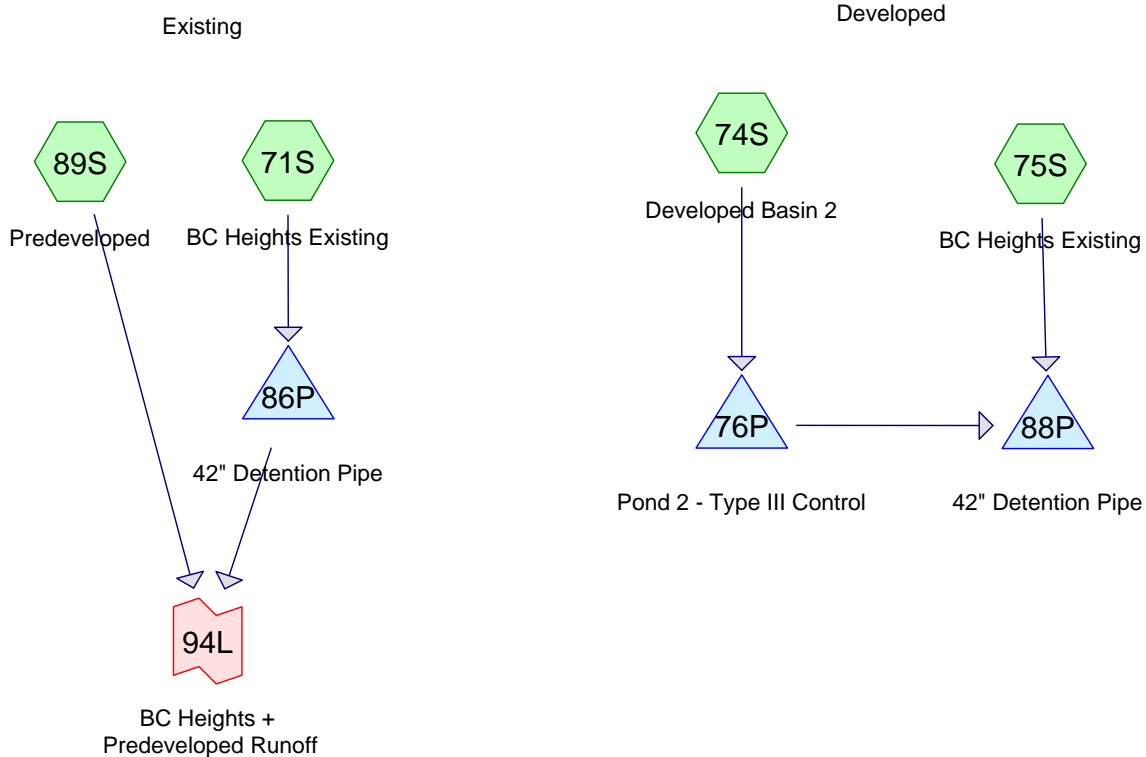 Existing
Developed
89S
Predeveloped
71S
BC Heights Existing
86P
42" Detention Pipe
94L
BC Heights +
Predeveloped Runoff
74S
Developed Basin 2
75S
BC Heights Existing
76P
Pond 2 - Type III Control
88P
42" Detention Pipe